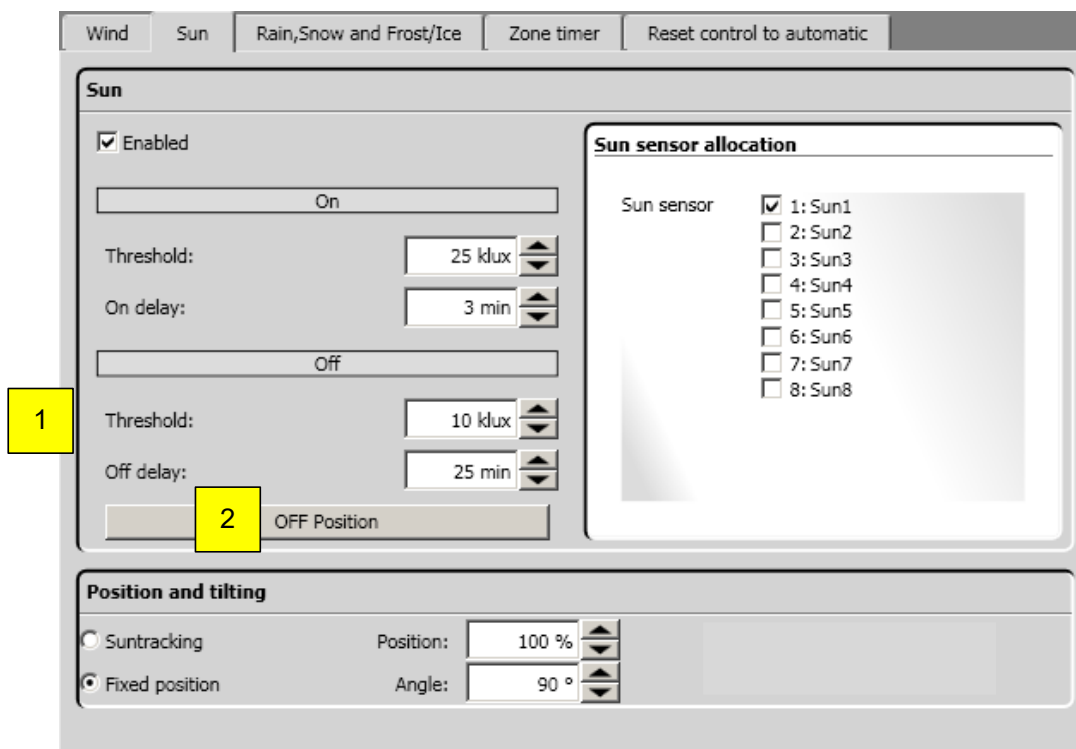 Wind Sun Rain,Snow and Frost/Ice Zone timer Reset control to automatic
Sun
Enabled
Sun sensor allocation
On
Sun sensor 1: Sun1
2: Sun2
Threshold: 25 klux
3: Sun3
4: Sun4
On delay: 3 min
5: Sun5
6: Sun6
Off
7: Sun7
8: Sun8
1
Threshold: 10 klux
Off delay: 25 min
2
OFF Position
Position and tilting
Suntracking Position: 100 %
Fixed position Angle: 90 °